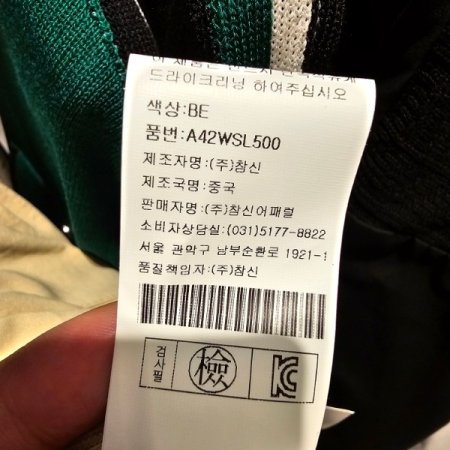 드라이크리닝 하여주십시오
색상:BE
품번:A42WSL500
제조자명:(주)참신
제조국명:중국
판매자명:(주)참신어패럴
소비자상담실:(031)5177-8822
서울 관악구 남부순환로 1921-1
품질책임자:(주)참신
검사필 檢 KC